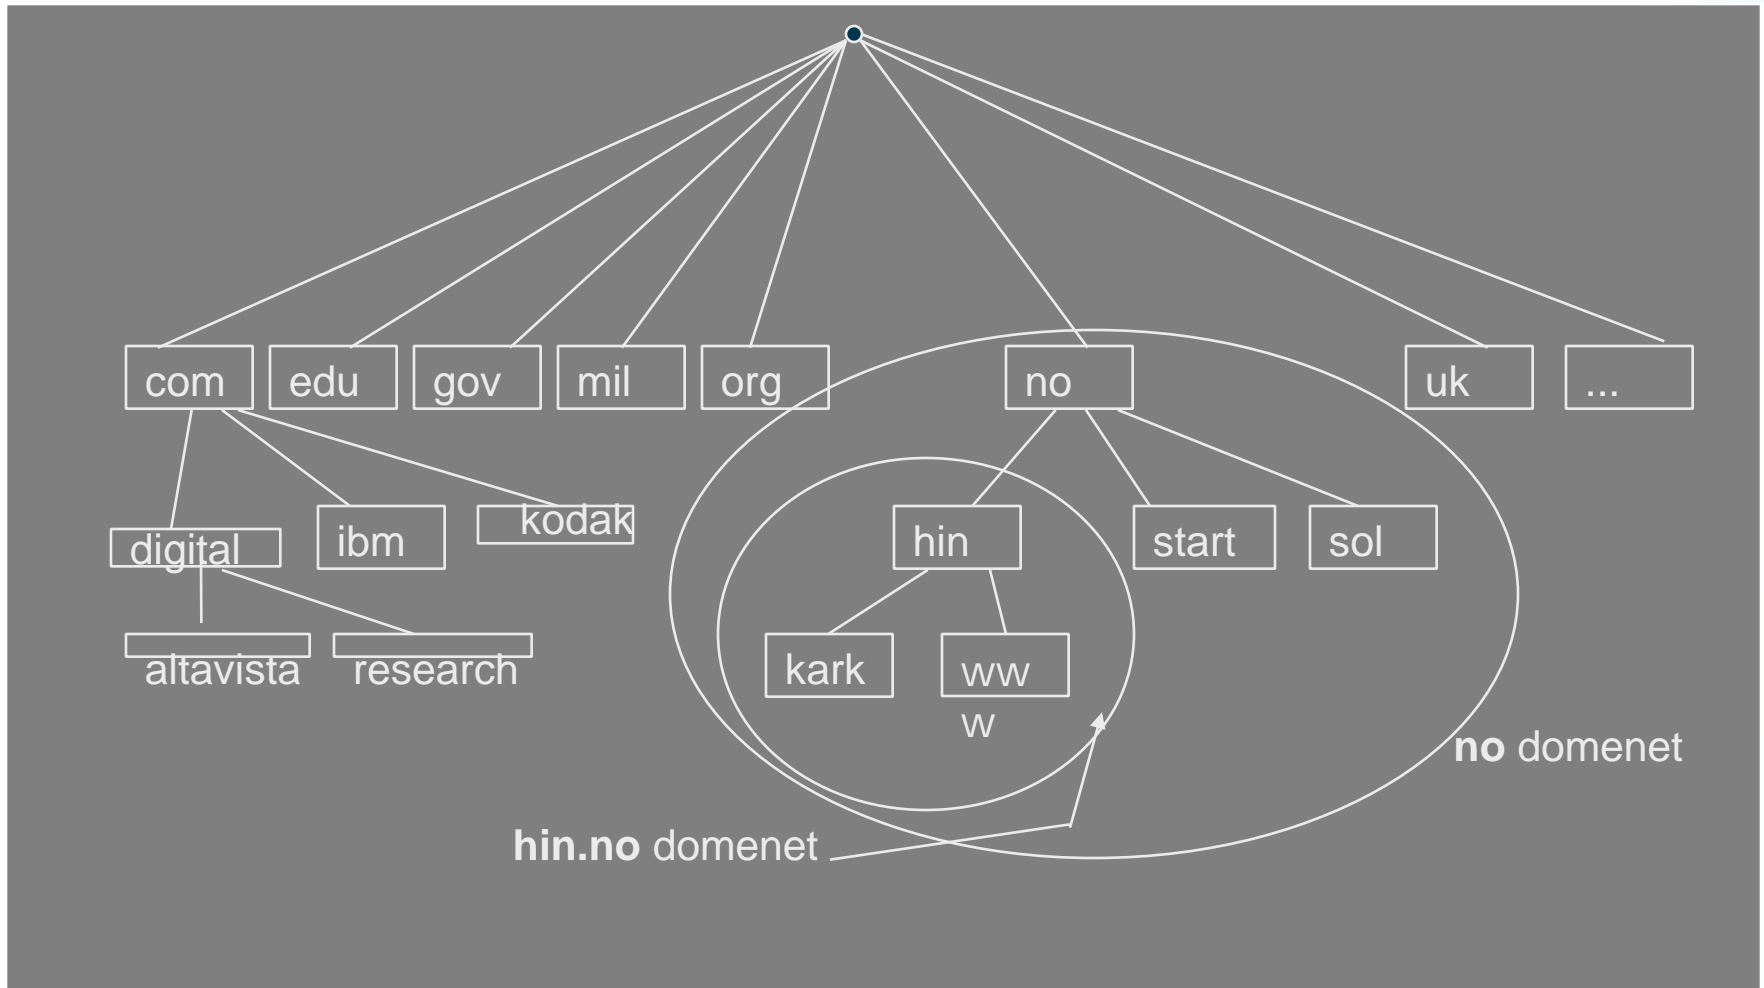 com
edu
gov
mil
org
no
uk
...
digital
ibm
kodak
hin
start
sol
altavista
research
kark
ww
w
no domenet
hin.no domenet